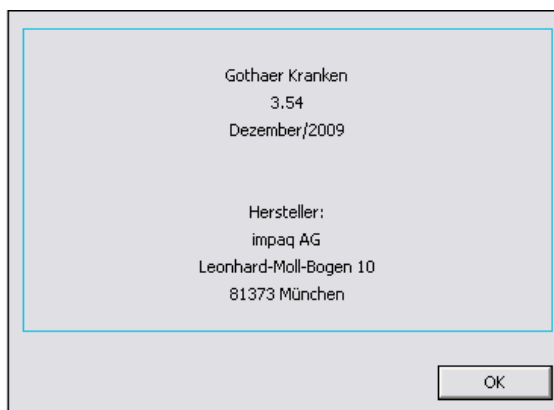 Gothaer Kranken
3.54
Dezember/2009
Hersteller:
impaq AG
Leonhard-Moll-Bogen 10
81373 München
OK